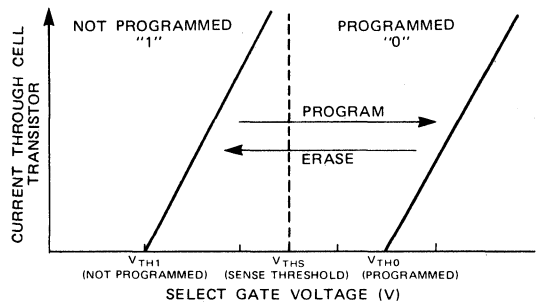 NOT PROGRAMMED
"1"
PROGRAMMED
"0"
PROGRAM
ERASE
CURRENT THROUGH CELL
TRANSISTOR
VTH1
(NOT PROGRAMMED)
VTHS
(SENSE THRESHOLD)
VTH0
(PROGRAMMED)
SELECT GATE VOLTAGE (V)